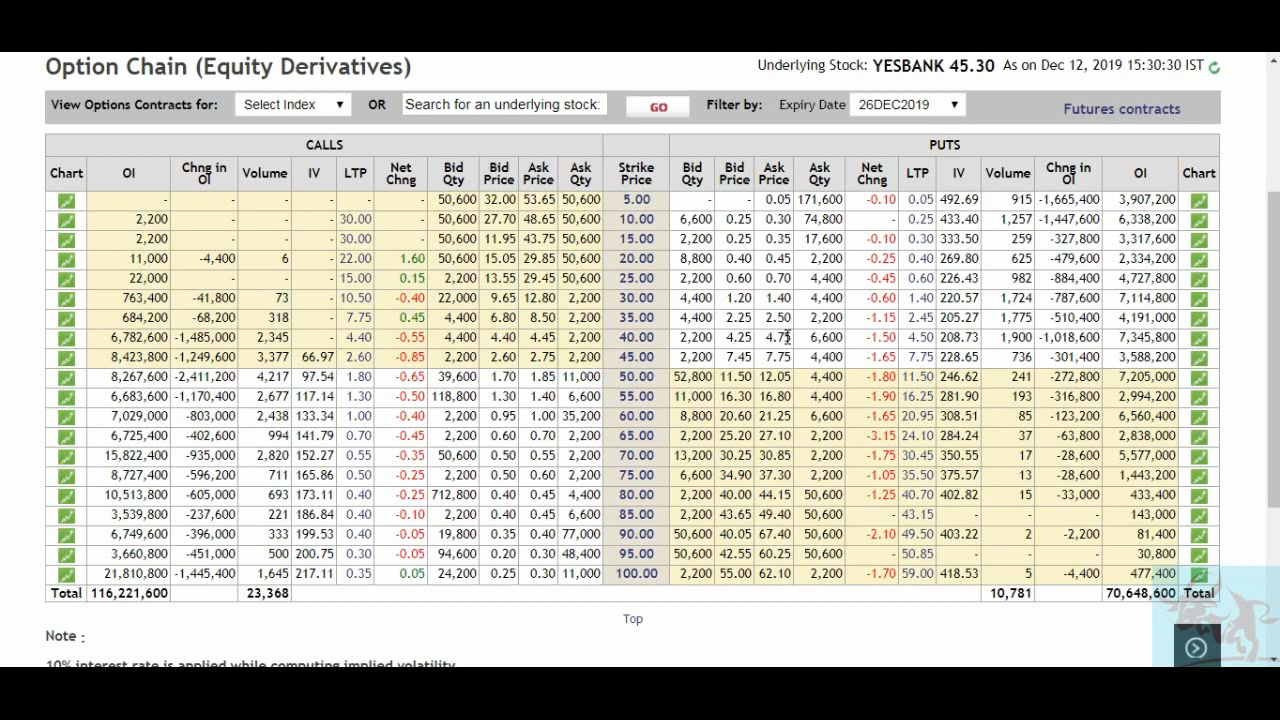 Option Chain (Equity Derivatives)
Underlying Stock: YESBANK 45.30 As on Dec 12, 2019 15:30:30 IST
View Options Contracts for: Select Index OR Search for an underlying stock: GO Filter by: Expiry Date 26DEC2019 Futures contracts
CALLS PUTS
Chart OI Chng in OI Volume IV LTP Net Chng Bid Qty Bid Price Ask Price Ask Qty Strike Price Bid Qty Bid Price Ask Price Ask Qty Net Chng LTP IV Volume Chng in OI OI Chart
- - - - - - 50,600 32.00 53.65 50,600 5.00 - - 0.05 171,600 -0.10 0.05 492.69 915 -1,665,400 3,907,200
2,200 - - - 30.00 - 50,600 27.70 48.65 50,600 10.00 6,600 0.25 0.30 74,800 - 0.25 433.40 1,257 -1,447,600 6,338,200
2,200 - - - 30.00 - 50,600 11.95 43.75 50,600 15.00 2,200 0.25 0.35 17,600 -0.10 0.30 333.50 259 -327,800 3,317,600
11,000 -4,400 6 - 22.00 1.60 50,600 15.05 29.85 50,600 20.00 8,800 0.40 0.45 2,200 -0.25 0.40 269.80 625 -479,600 2,334,200
22,000 - - - 15.00 0.15 2,200 13.55 29.45 50,600 25.00 2,200 0.60 0.70 4,400 -0.45 0.60 226.43 982 -884,400 4,727,800
763,400 -41,800 73 - 10.50 -0.40 22,000 9.65 12.80 2,200 30.00 4,400 1.20 1.40 4,400 -0.60 1.40 220.57 1,724 -787,600 7,114,800
684,200 -68,200 318 - 7.75 0.45 4,400 6.80 8.50 2,200 35.00 4,400 2.25 2.50 2,200 -1.15 2.45 205.27 1,775 -510,400 4,191,000
6,782,600 -1,485,000 2,345 - 4.40 -0.55 4,400 4.40 4.45 2,200 40.00 2,200 4.25 4.75 6,600 -1.50 4.50 208.73 1,900 -1,018,600 7,345,800
8,423,800 -1,249,600 3,377 66.97 2.60 -0.85 2,200 2.60 2.75 2,200 45.00 2,200 7.45 7.75 4,400 -1.65 7.75 228.65 736 -301,400 3,588,200
8,267,600 -2,411,200 4,217 97.54 1.80 -0.65 39,600 1.70 1.85 11,000 50.00 52,800 11.50 12.05 4,400 -1.80 11.50 246.62 241 -272,800 7,205,000
6,683,600 -1,170,400 2,677 117.14 1.30 -0.50 118,800 1.30 1.40 6,600 55.00 11,000 16.30 16.80 4,400 -1.90 16.25 281.90 193 -316,800 2,994,200
7,029,000 -803,000 2,438 133.34 1.00 -0.40 2,200 0.95 1.00 35,200 60.00 8,800 20.60 21.25 6,600 -1.65 20.95 308.51 85 -123,200 6,560,400
6,725,400 -402,600 994 141.79 0.70 -0.45 2,200 0.60 0.70 2,200 65.00 2,200 25.20 27.10 2,200 -3.15 24.10 284.24 37 -63,800 2,838,000
15,822,400 -935,000 2,820 152.27 0.55 -0.35 50,600 0.50 0.55 2,200 70.00 13,200 30.25 30.85 2,200 -1.75 30.45 350.55 17 -28,600 5,577,000
8,727,400 -596,200 711 165.86 0.50 -0.25 2,200 0.50 0.60 2,200 75.00 6,600 34.90 37.30 2,200 -1.05 35.50 375.57 13 -28,600 1,443,200
10,513,800 -605,000 693 173.11 0.40 -0.25 712,800 0.40 0.45 4,400 80.00 2,200 40.00 44.15 50,600 -1.25 40.70 402.82 15 -33,000 433,400
3,539,800 -237,600 221 186.84 0.40 -0.10 2,200 0.40 0.45 6,600 85.00 2,200 43.65 49.40 50,600 - 43.15 - - - 143,000
6,749,600 -396,000 333 199.53 0.40 -0.05 19,800 0.35 0.40 77,000 90.00 50,600 40.05 67.40 50,600 -2.10 49.50 403.22 2 -2,200 81,400
3,660,800 -451,000 500 200.75 0.30 -0.05 94,600 0.20 0.30 48,400 95.00 50,600 42.55 60.25 50,600 - 50.85 - - - 30,800
21,810,800 -1,445,400 1,645 217.11 0.35 0.05 24,200 0.25 0.30 11,000 100.00 2,200 55.00 62.10 2,200 -1.70 59.00 418.53 5 -4,400 477,400
Total 116,221,600 23,368 10,781 70,648,600 Total
Top
Note :
10% interest rate is applied while computing implied volatility